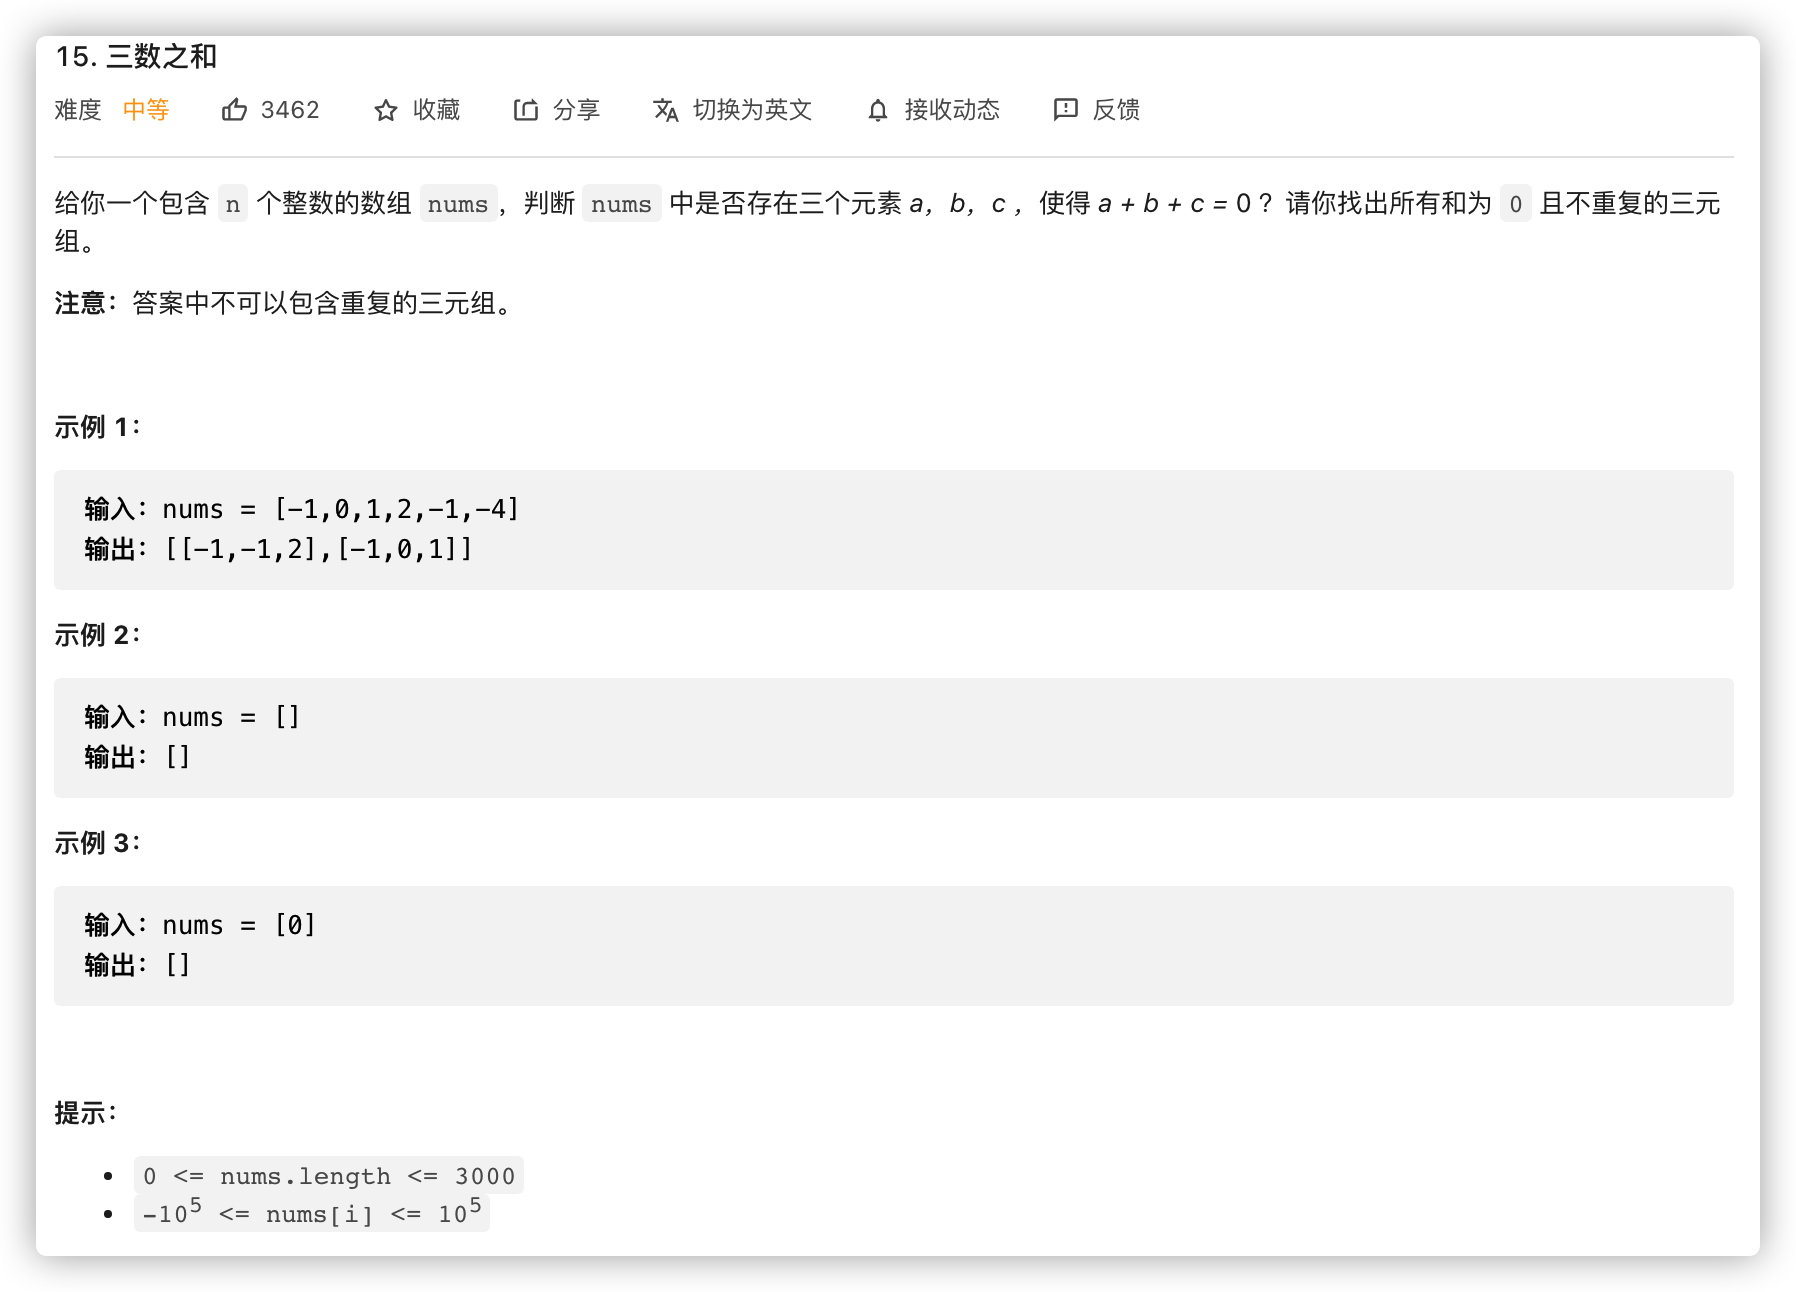 15. 三数之和
难度 中等 3462 收藏 分享 切换为英文 接收动态 反馈
给你一个包含 n 个整数的数组 nums，判断 nums 中是否存在三个元素 a，b，c ，使得 a + b + c = 0 ？请你找出所有和为 0 且不重复的三元
组。
注意：答案中不可以包含重复的三元组。
示例 1：
输入：nums = [-1,0,1,2,-1,-4]
输出：[[-1,-1,2],[-1,0,1]]
示例 2：
输入：nums = []
输出：[]
示例 3：
输入：nums = [0]
输出：[]
提示：
• 0 <= nums.length <= 3000
• -10⁵ <= nums[i] <= 10⁵